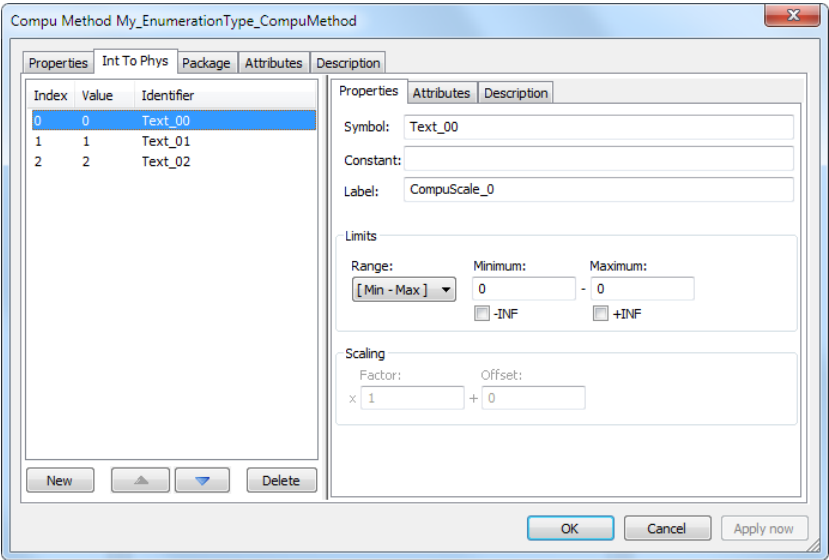 Compu Method My_EnumerationType_CompuMethod
x
Properties Int To Phys Package Attributes Description
Index Value Identifier
0 0 Text_00
1 1 Text_01
2 2 Text_02
New Delete
Properties Attributes Description
Symbol: Text_00
Constant:
Label: CompuScale_0
Limits
Range: Minimum: Maximum:
[ Min - Max ] 0 - 0
-INF +INF
Scaling
Factor: Offset:
x 1 + 0
OK Cancel Apply now